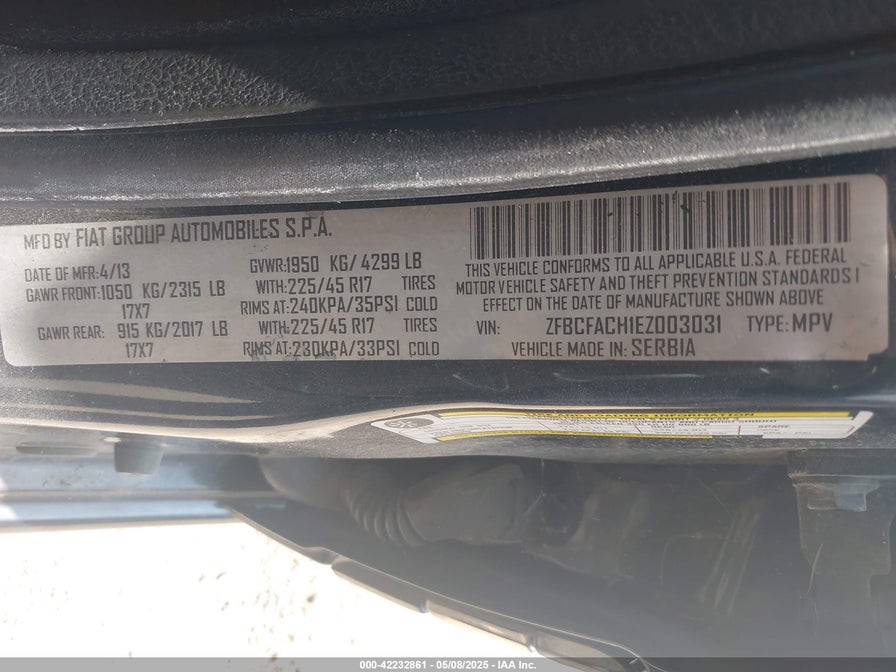 MFD BY FIAT GROUP AUTOMOBILES S.P.A.
DATE OF MFR:4/13 GVWR:1950 KG/ 4299 LB
GAWR FRONT:1050 KG/2315 LB WITH:225/45 R17 TIRES
17X7 RIMS AT:240KPA/35PSI COLD
GAWR REAR: 915 KG/2017 LB WITH:225/45 R17 TIRES
17X7 RIMS AT:230KPA/33PSI COLD
THIS VEHICLE CONFORMS TO ALL APPLICABLE U.S.A. FEDERAL
MOTOR VEHICLE SAFETY AND THEFT PREVENTION STANDARDS I
EFFECT ON THE DATE OF MANUFACTURE SHOWN ABOVE
VIN: ZFBCFACH1EZ003031 TYPE: MPV
VEHICLE MADE IN: SERBIA
INFORMATION
SPARE
000-42232861 - 05/08/2025 - IAA Inc.